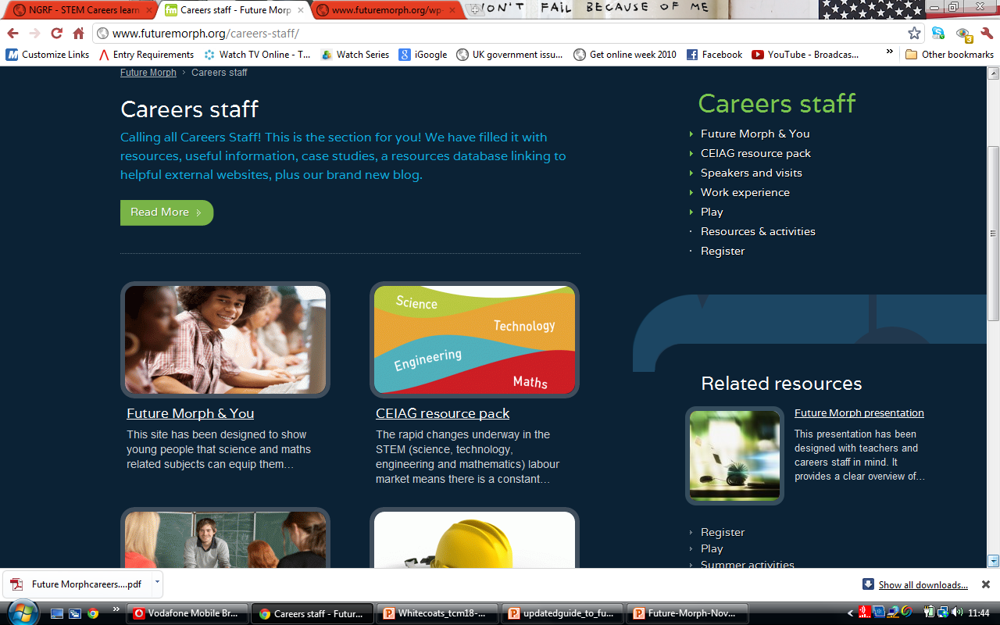 ON'T FAIL BECAUSE OF ME
NGRF - STEM Careers learn
Careers staff - Future Morp
www.futuremorph.org/wp-
www.futuremorph.org/careers-staff/
3
Customize Links
Entry Requirements
Watch TV Online - T...
Watch Series
iGoogle
UK government issu...
Get online week 2010
Facebook
YouTube - Broadcas...
»
Other bookmarks
Future Morph › Careers staff
Careers staff
Calling all Careers Staff! This is the section for you! We have filled it with
resources, useful information, case studies, a resources database linking to
helpful external websites, plus our brand new blog.
Read More
Science
Technology
Engineering
Maths
Future Morph & You
This site has been designed to show
young people that science and maths
related subjects can equip them...
CEIAG resource pack
The rapid changes underway in the
STEM (science, technology,
engineering and mathematics) labour
market means there is a constant...
Careers staff
Future Morph & You
CEIAG resource pack
Speakers and visits
Work experience
Play
Resources & activities
Register
Related resources
Future Morph presentation
This presentation has been
designed with teachers and
careers staff in mind. It
provides a clear overview of...
Register
Play
Summer activities
Future Morphcareers....pdf
Show all downloads...
»
Vodafone Mobile Br...
Careers staff - Futur...
Whitecoats_tcm18-...
updatedguide_to_fu...
Future-Morph-Nov...
11:44